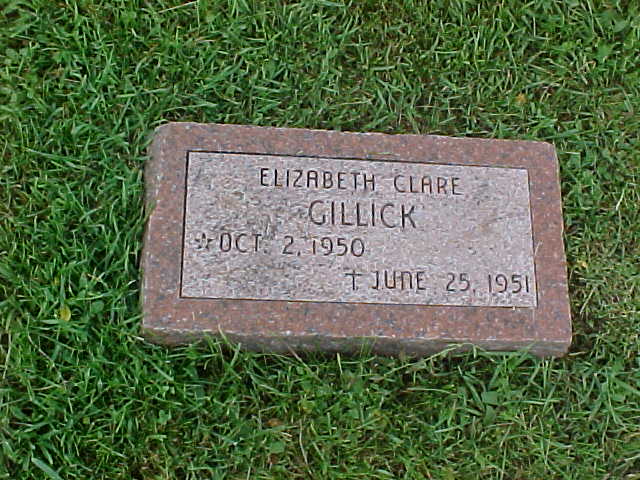 ELIZABETH CLARE
GILLICK
☆ OCT. 2, 1950
† JUNE 25, 1951